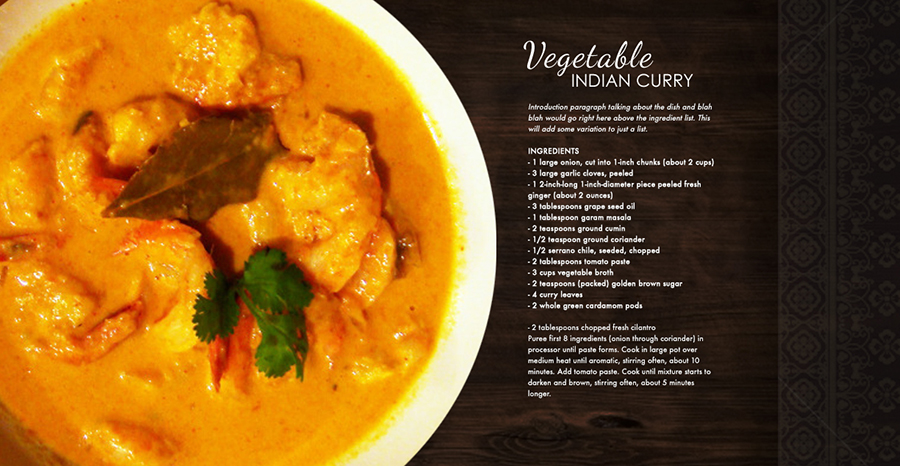 Vegetable
INDIAN CURRY
Introduction paragraph talking about the dish and blah
blah would go right here above the ingredient list. This
will add some variation to just a list.
INGREDIENTS
- 1 large onion, cut into 1-inch chunks (about 2 cups)
- 3 large garlic cloves, peeled
- 1 2-inch-long 1-inch-diameter piece peeled fresh
ginger (about 2 ounces)
- 3 tablespoons grape seed oil
- 1 tablespoon garam masala
- 2 teaspoons ground cumin
- 1/2 teaspoon ground coriander
- 1/2 serrano chile, seeded, chopped
- 2 tablespoons tomato paste
- 3 cups vegetable broth
- 2 teaspoons (packed) golden brown sugar
- 4 curry leaves
- 2 whole green cardamom pods
- 2 tablespoons chopped fresh cilantro
Puree first 8 ingredients (onion through coriander) in
processor until paste forms. Cook in large pot over
medium heat until aromatic, stirring often, about 10
minutes. Add tomato paste. Cook until mixture starts to
darken and brown, stirring often, about 5 minutes
longer.